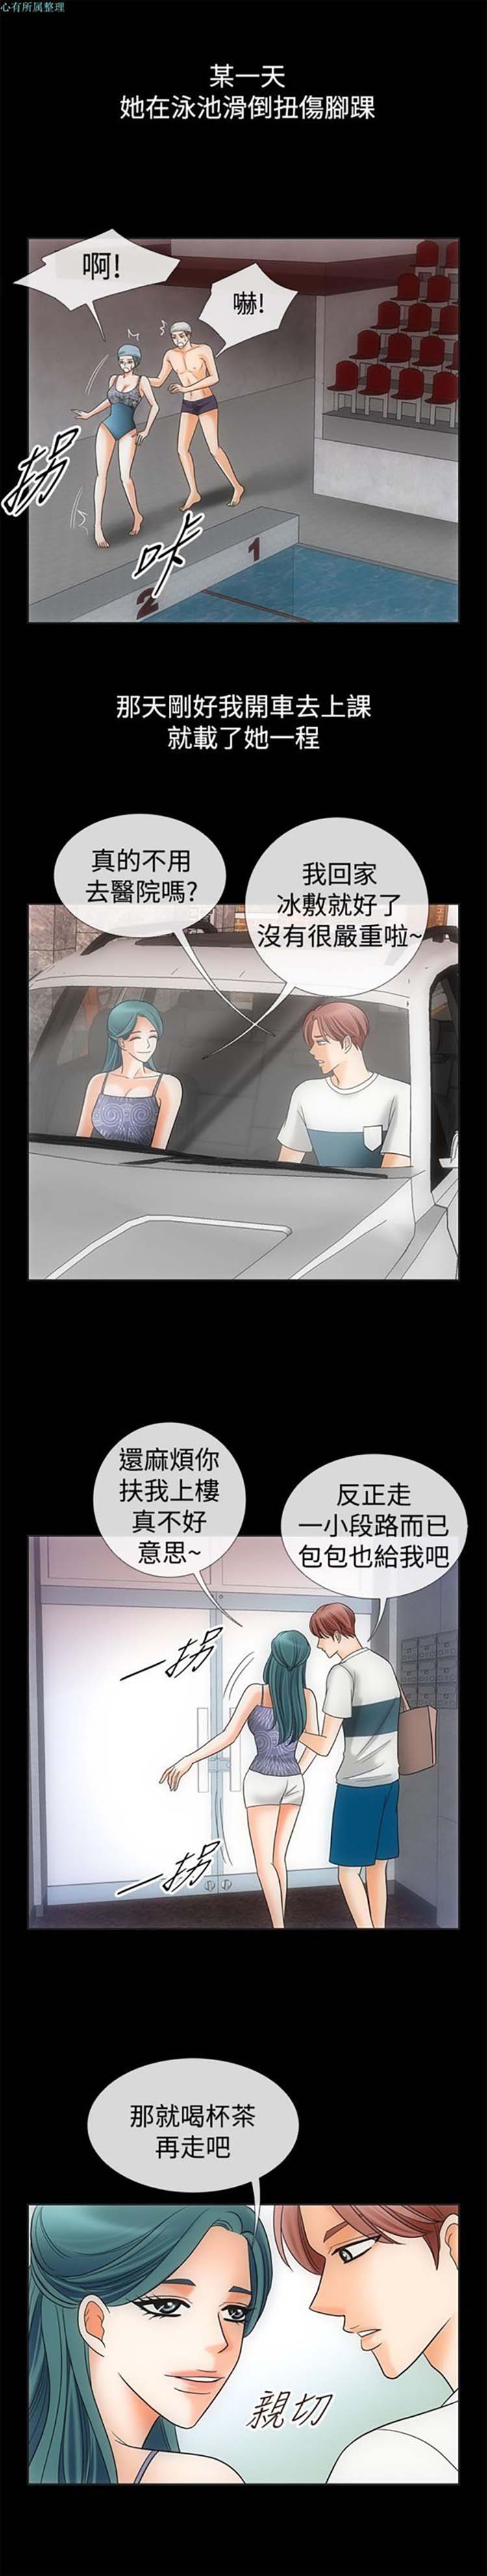 心有所属整理
某一天
她在泳池滑倒扭傷腳踝
啊!
嚇!
拐
咔
1
2
那天剛好我開車去上課
就載了她一程
真的不用
去醫院嗎?
我回家
冰敷就好了
沒有很嚴重啦~
還麻煩你
扶我上樓
真不好
意思~
反正走
一小段路而已
包包也給我吧
一拐
一拐
那就喝杯茶
再走吧
親切